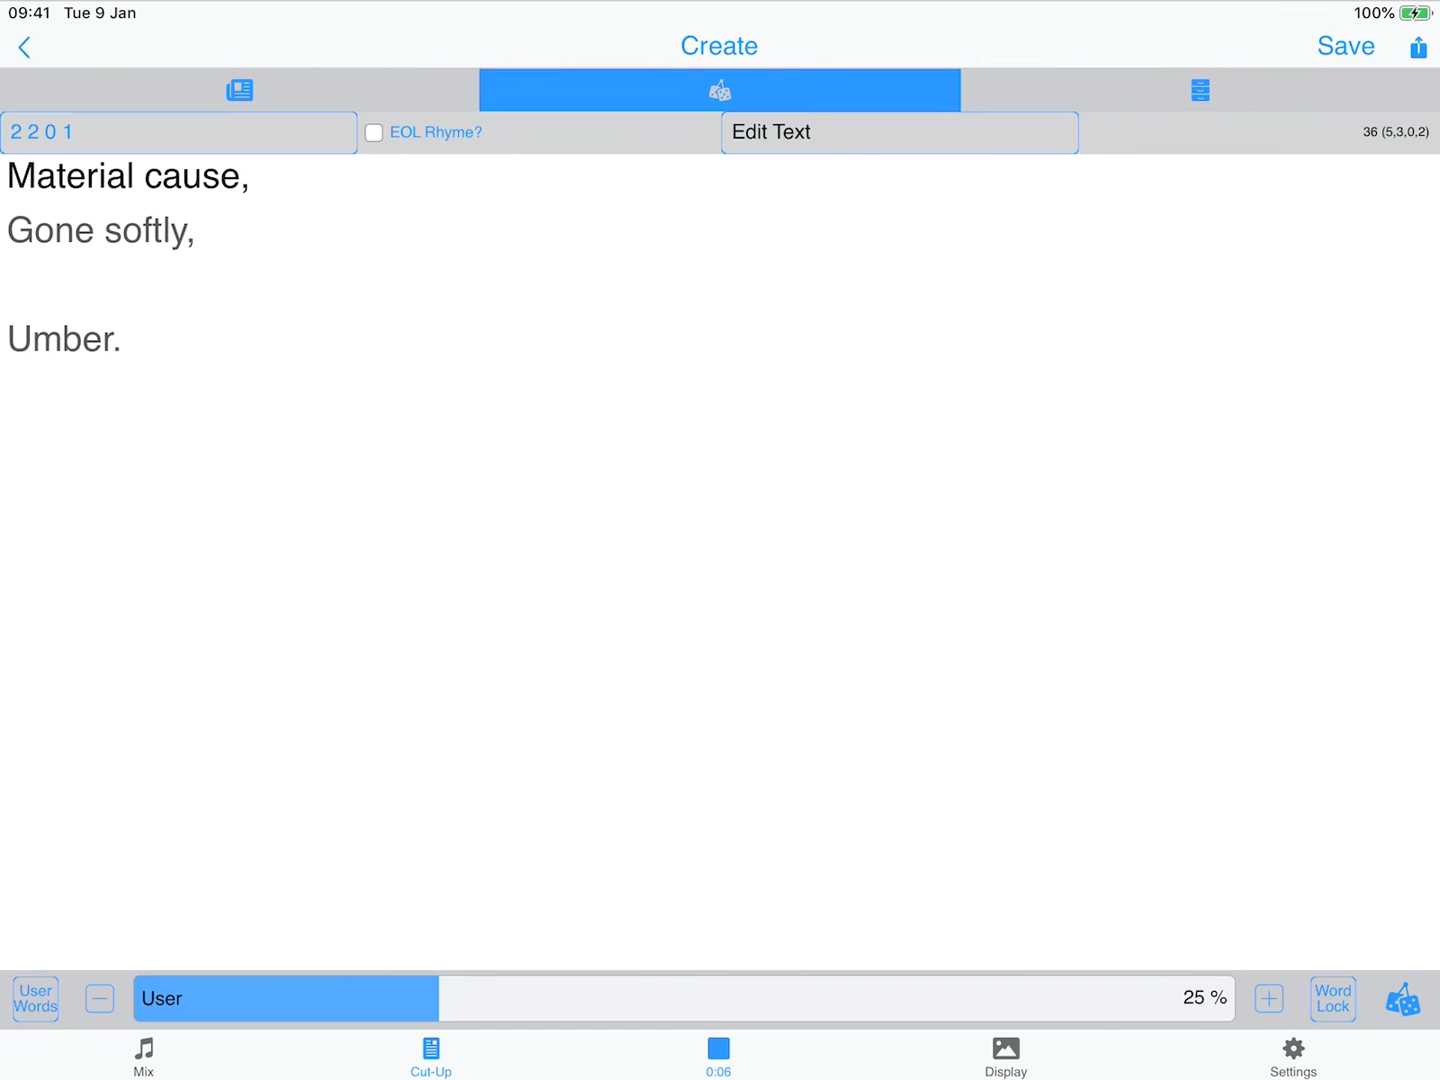 09:41 Tue 9 Jan
100%
Create
Save
2 2 0 1
EOL Rhyme?
Edit Text
36 (5,3,0,2)
Material cause,
Gone softly,
Umber.
User
Words
User
25 %
Word
Lock
Mix
Cut-Up
0:06
Display
Settings